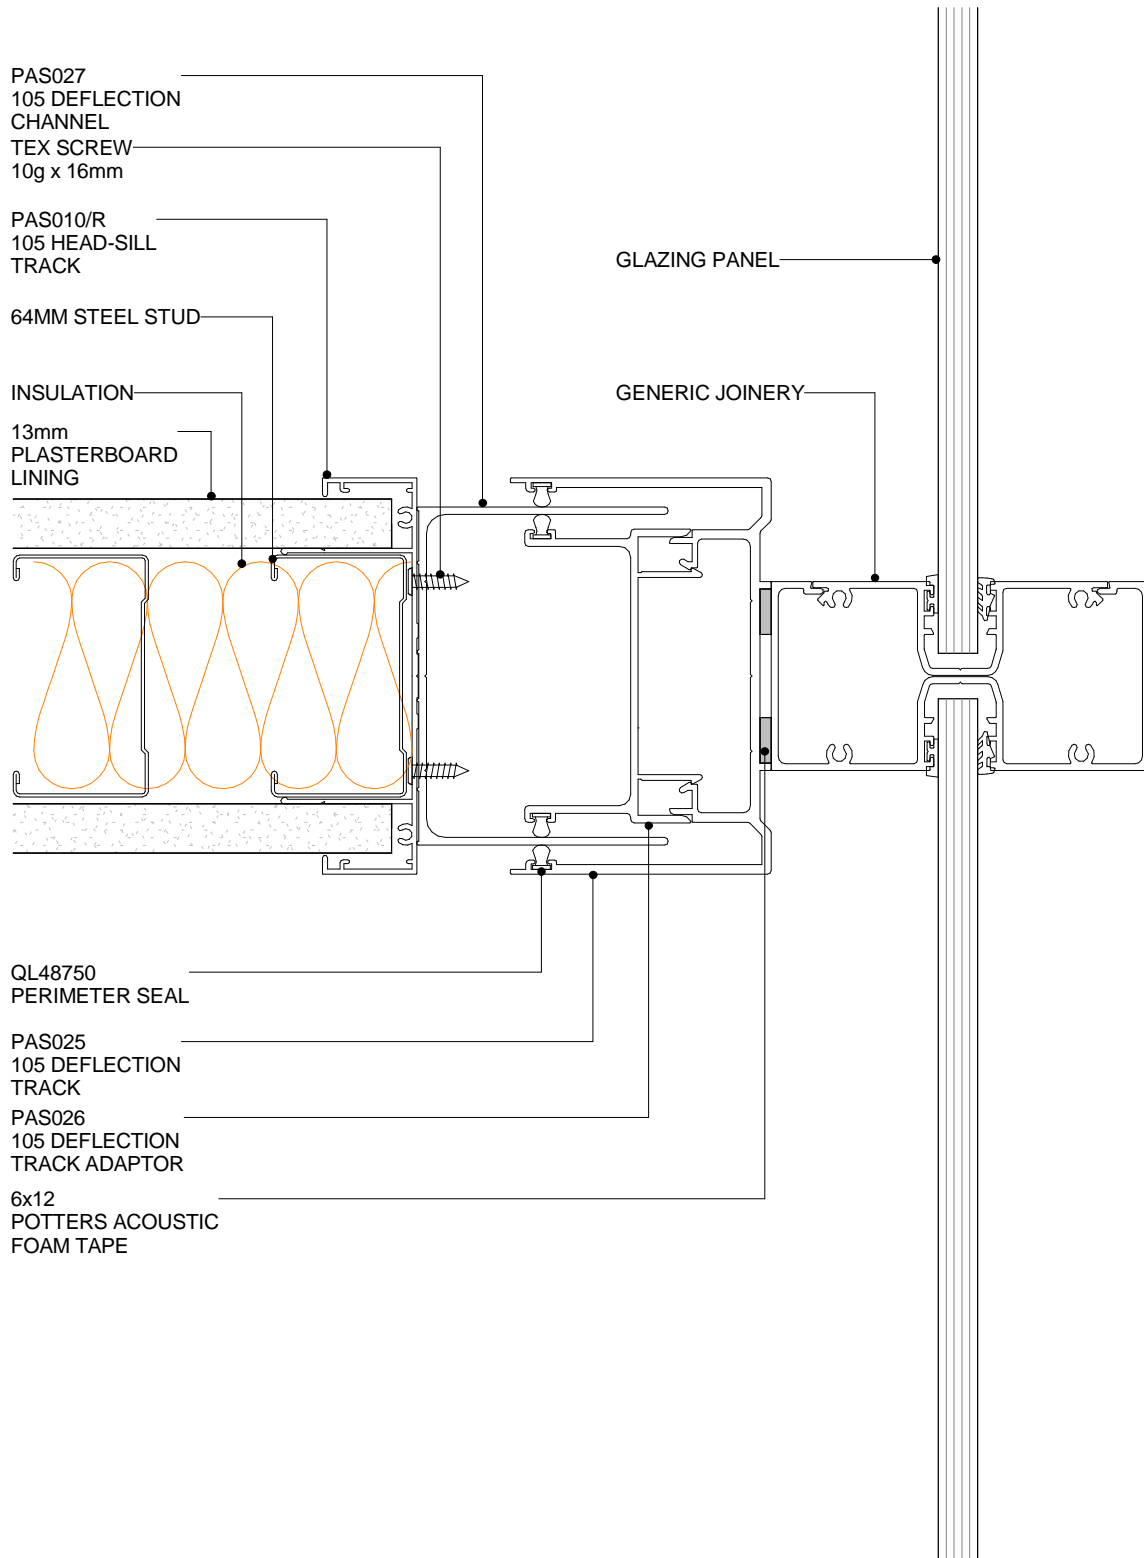 PAS027
105 DEFLECTION
CHANNEL
TEX SCREW
10g x 16mm
PAS010/R
105 HEAD-SILL
TRACK
64MM STEEL STUD
INSULATION
13mm
PLASTERBOARD
LINING
GLAZING PANEL
GENERIC JOINERY
QL48750
PERIMETER SEAL
PAS025
105 DEFLECTION
TRACK
PAS026
105 DEFLECTION
TRACK ADAPTOR
6x12
POTTERS ACOUSTIC
FOAM TAPE